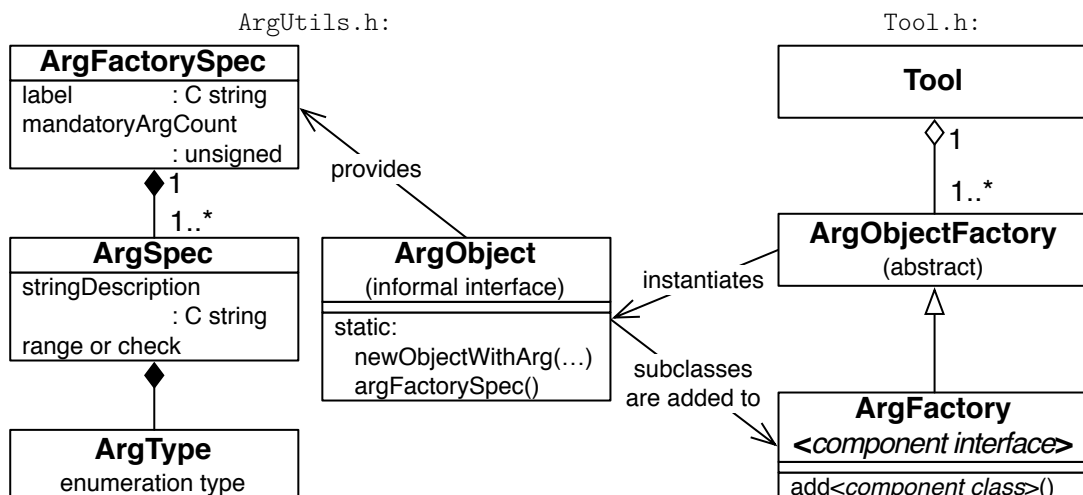 ArgUtils.h:
Tool.h:
ArgFactorySpec
label : C string
mandatoryArgCount
: unsigned
1
1..*
ArgSpec
stringDescription
: C string
range or check
ArgType
enumeration type
provides
ArgObject
(informal interface)
static:
newObjectWithArg(…)
argFactorySpec()
instantiates
subclasses
are added to
Tool
1
1..*
ArgObjectFactory
(abstract)
ArgFactory
<component interface>
add<component class>()